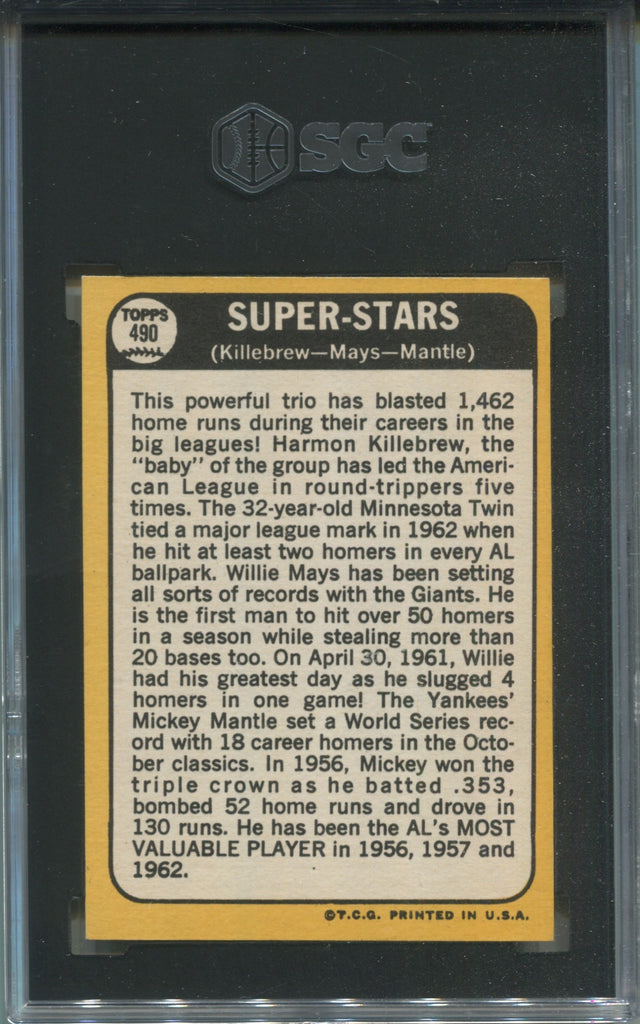 SGC
TOPPS
490
SUPER-STARS
(Killebrew—Mays—Mantle)
This powerful trio has blasted 1,462
home runs during their careers in the
big leagues! Harmon Killebrew, the
"baby" of the group has led the Ameri-
can League in round-trippers five
times. The 32-year-old Minnesota Twin
tied a major league mark in 1962 when
he hit at least two homers in every AL
ballpark. Willie Mays has been setting
all sorts of records with the Giants. He
is the first man to hit over 50 homers
in a season while stealing more than
20 bases too. On April 30, 1961, Willie
had his greatest day as he slugged 4
homers in one game! The Yankees'
Mickey Mantle set a World Series rec-
ord with 18 career homers in the Octo-
ber classics. In 1956, Mickey won the
triple crown as he batted .353,
bombed 52 home runs and drove in
130 runs. He has been the AL's MOST
VALUABLE PLAYER in 1956, 1957 and
1962.
©T.C.G. PRINTED IN U.S.A.